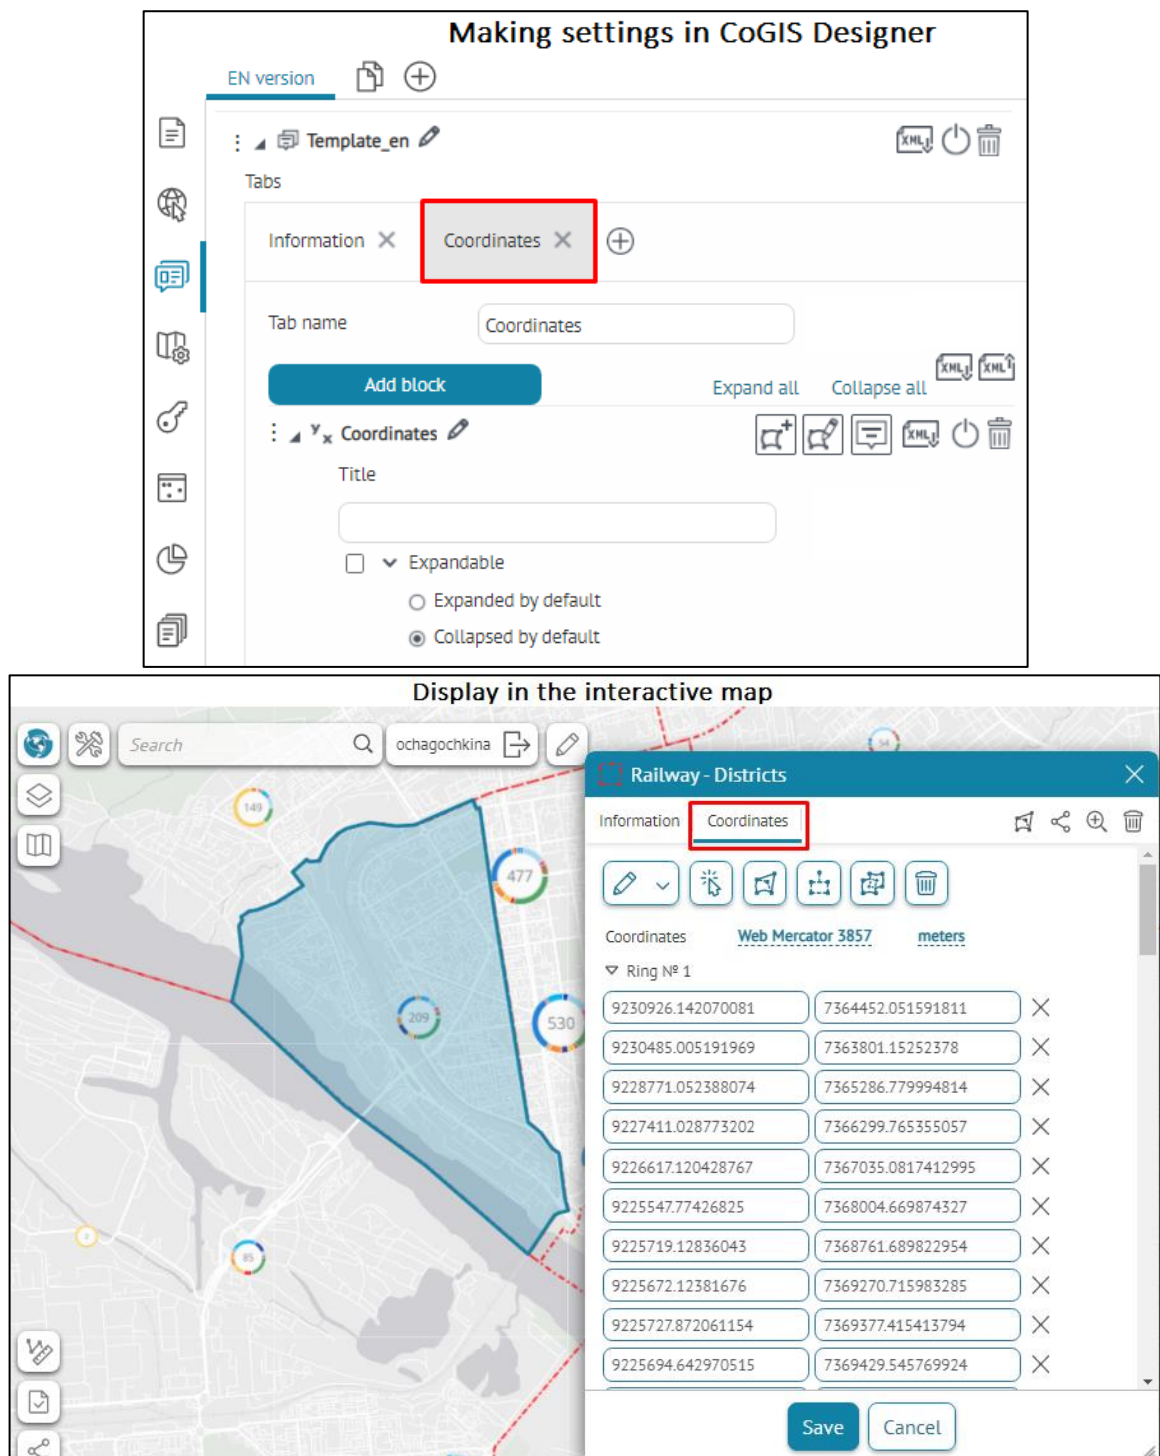 Making settings in CoGIS Designer
EN version
Template_en
XML
Tabs
Information
Coordinates
Tab name
Coordinates
Add block
Expand all
Collapse all
XML
XML
Y x Coordinates
XML
Title
Expandable
Expanded by default
Collapsed by default
Display in the interactive map
Search
ochagochkina
54
Railway - Districts
149
Information
Coordinates
477
Coordinates
Web Mercator 3857
meters
Ring № 1
209
530
9230926.142070081
7364452.051591811
9230485.005191969
7363801.15252378
9228771.052388074
7365286.779994814
9227411.028773202
7366299.765355057
9226617.120428767
7367035.0817412995
9225547.77426825
7368004.669874327
9225719.12836043
7368761.689822954
85
9225672.12381676
7369270.715983285
9225727.872061154
7369377.415413794
9225694.642970515
7369429.545769924
Save
Cancel